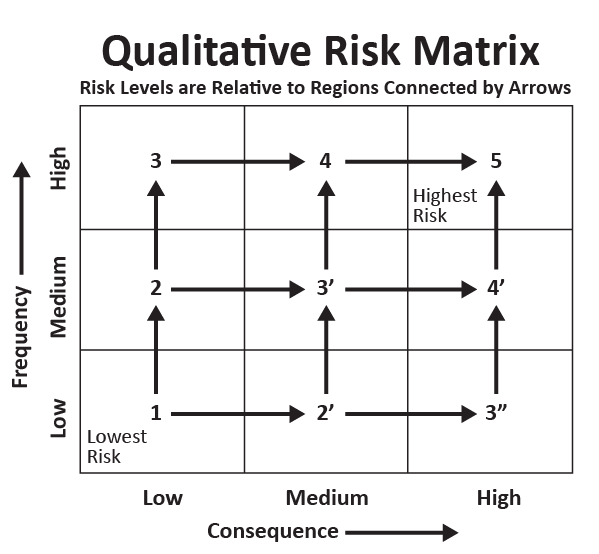 Qualitative Risk Matrix
Risk Levels are Relative to Regions Connected by Arrows
High
3
4
5
Highest
Risk
Medium
2
3’
4’
Low
1
2’
3”
Lowest
Risk
Frequency
Low
Medium
High
Consequence